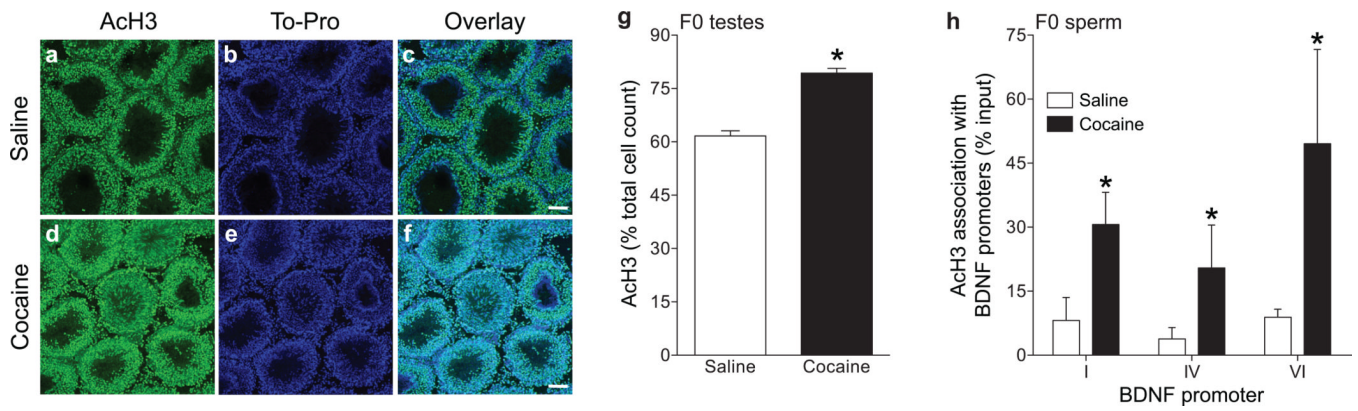 AcH3 To-Pro Overlay
Saline
a b c
Cocaine
d e f
g F0 testes
AcH3 (% total cell count)
90
75
60
45
30
15
0
*
Saline Cocaine
h F0 sperm
AcH3 association with
BDNF promoters (% input)
75
60
45
30
15
0
Saline
Cocaine
* * *
I IV VI
BDNF promoter